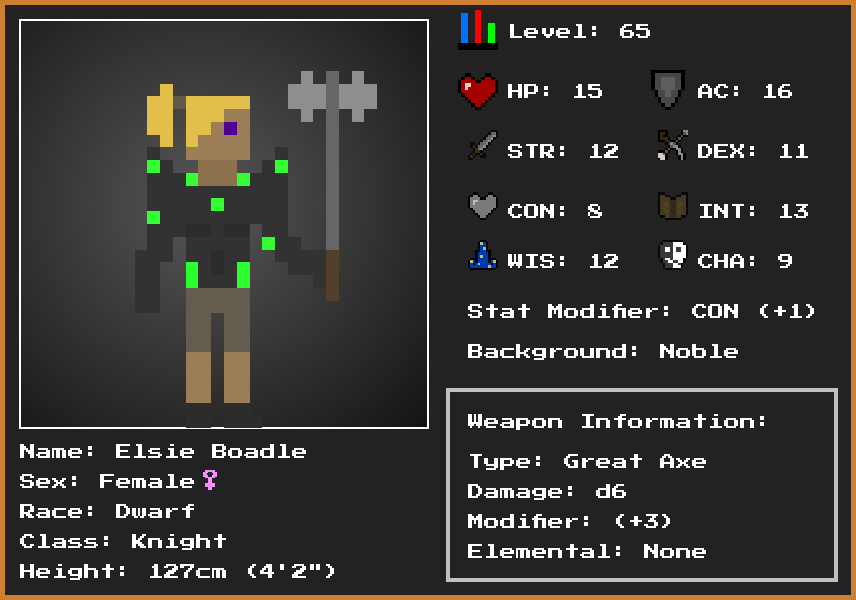 Level: 65
HP: 15
AC: 16
STR: 12
DEX: 11
CON: 8
INT: 13
WIS: 12
CHA: 9
Stat Modifier: CON (+1)
Background: Noble
Weapon Information:
Type: Great Axe
Damage: d6
Modifier: (+3)
Elemental: None
Name: Elsie Boadle
Sex: Female♀
Race: Dwarf
Class: Knight
Height: 127cm (4'2")